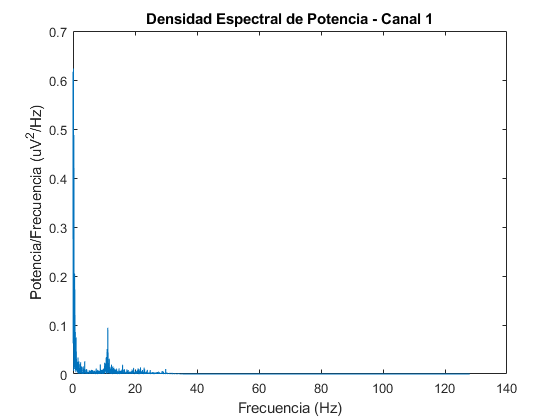 Densidad Espectral de Potencia - Canal 1
0.7
0.6
0.5
0.4
0.3
0.2
0.1
0
Potencia/Frecuencia (uV²/Hz)
0 20 40 60 80 100 120 140
Frecuencia (Hz)